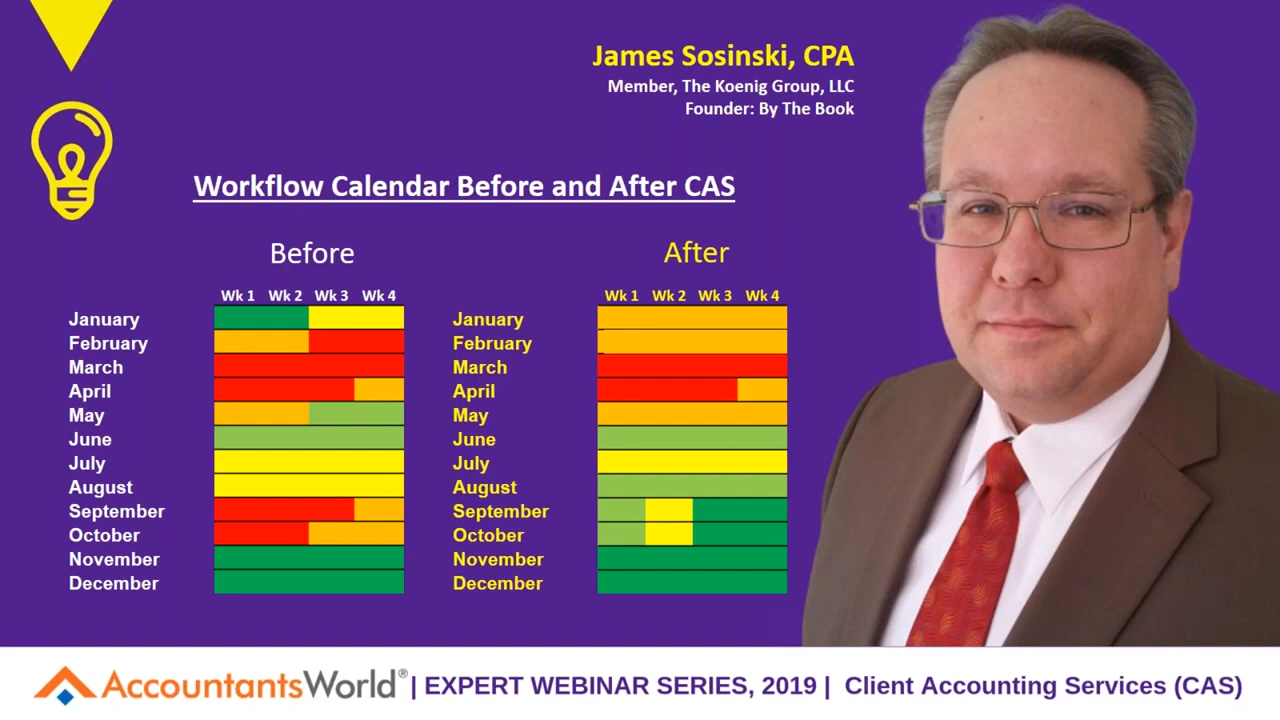 James Sosinski, CPA
Member, The Koenig Group, LLC
Founder: By The Book
Workflow Calendar Before and After CAS
Before
After
Wk 1 Wk 2 Wk 3 Wk 4
Wk 1 Wk 2 Wk 3 Wk 4
January January
February February
March March
April April
May May
June June
July July
August August
September September
October October
November November
December December
AccountantsWorld® | EXPERT WEBINAR SERIES, 2019 | Client Accounting Services (CAS)